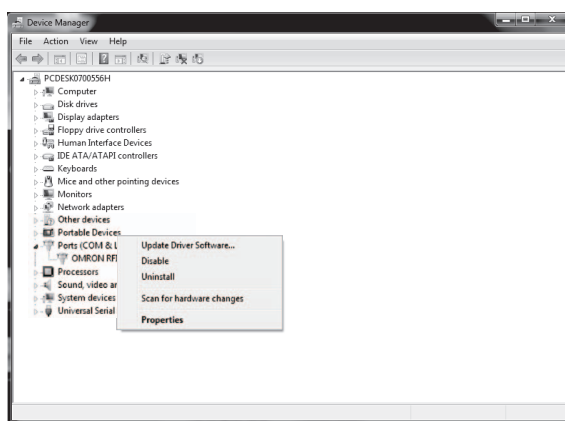 Device Manager
File Action View Help
PCDESK0700556H
Computer
Disk drives
Display adapters
Floppy drive controllers
Human Interface Devices
IDE ATA/ATAPI controllers
Keyboards
Mice and other pointing devices
Monitors
Network adapters
Other devices
Portable Devices
Ports (COM & L
OMRON RFI
Processors
Sound, video ar
System devices
Universal Serial
Update Driver Software...
Disable
Uninstall
Scan for hardware changes
Properties